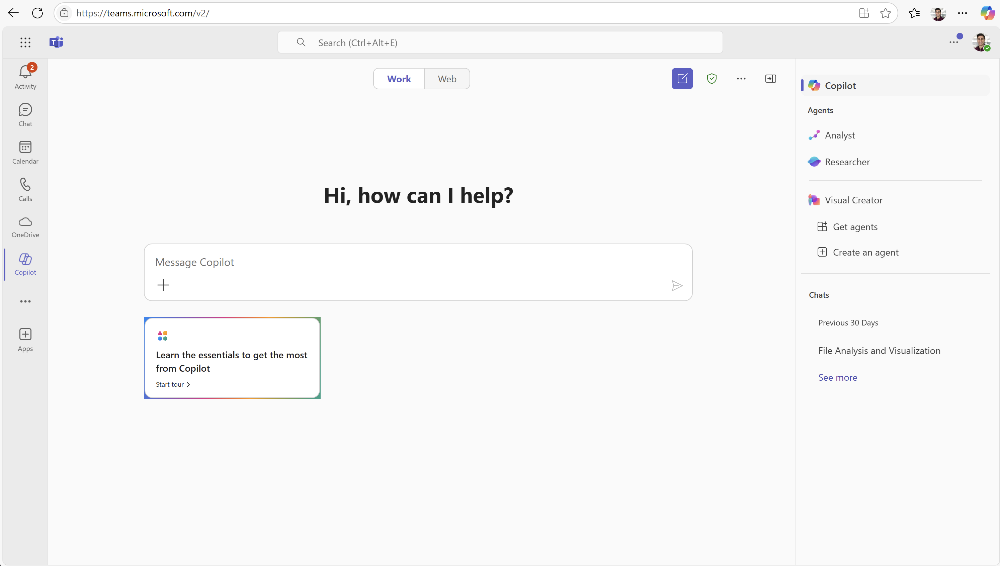 https://teams.microsoft.com/v2/
T
Search (Ctrl+Alt+E)
2
Activity
Chat
Calendar
Calls
OneDrive
Copilot
Apps
Work
Web
Hi, how can I help?
Message Copilot
Learn the essentials to get the most
from Copilot
Start tour
Copilot
Agents
Analyst
Researcher
Visual Creator
Get agents
Create an agent
Chats
Previous 30 Days
File Analysis and Visualization
See more